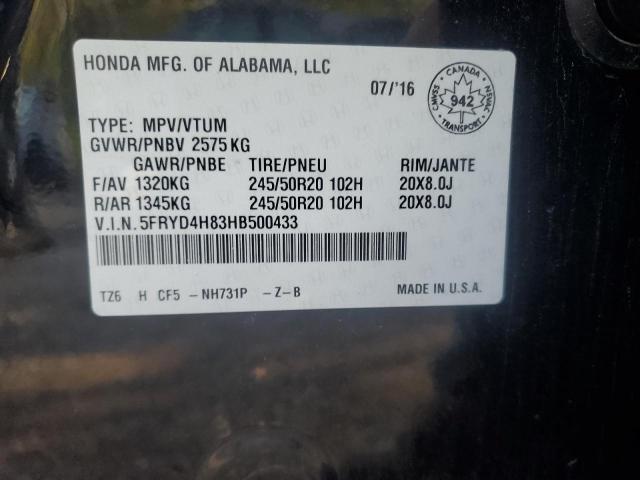 HONDA MFG. OF ALABAMA, LLC
07/'16
CANADA
CMVSS
942
NSVAC
TRANSPORT
TYPE: MPV/VTUM
GVWR/PNBV 2575KG
GAWR/PNBE TIRE/PNEU RIM/JANTE
F/AV 1320KG 245/50R20 102H 20X8.0J
R/AR 1345KG 245/50R20 102H 20X8.0J
V.I.N. 5FRYD4H83HB500433
TZ6 H CF5 -NH731P -Z-B MADE IN U.S.A.